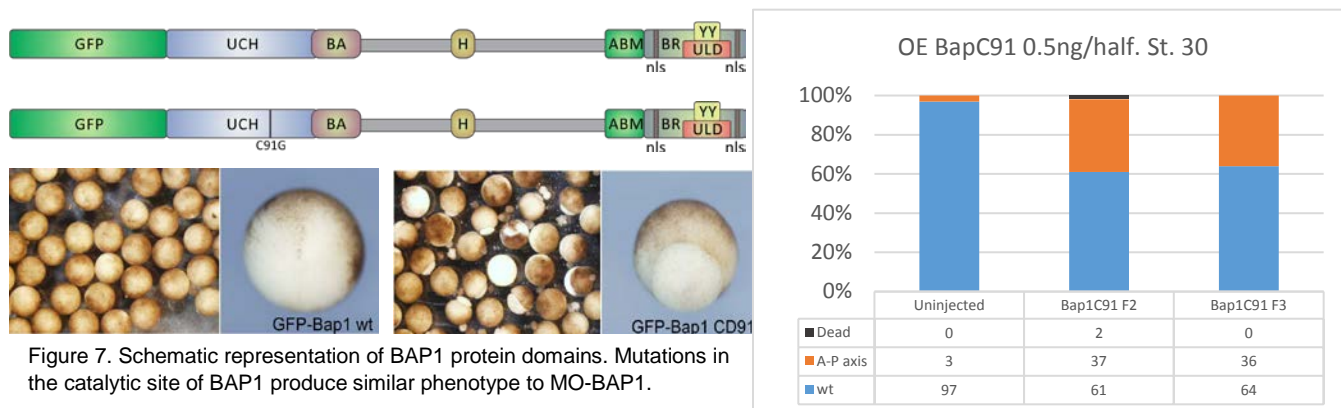 GFP UCH BA H ABM BR YY ULD
nls nls
GFP UCH BA H ABM BR YY ULD
C91G nls nls
GFP-Bap1 wt
GFP-Bap1 CD91
Figure 7. Schematic representation of BAP1 protein domains. Mutations in
the catalytic site of BAP1 produce similar phenotype to MO-BAP1.
OE BapC91 0.5ng/half. St. 30
100%
80%
60%
40%
20%
0%
Uninjected Bap1C91 F2 Bap1C91 F3
Dead 0 2 0
A-P axis 3 37 36
wt 97 61 64